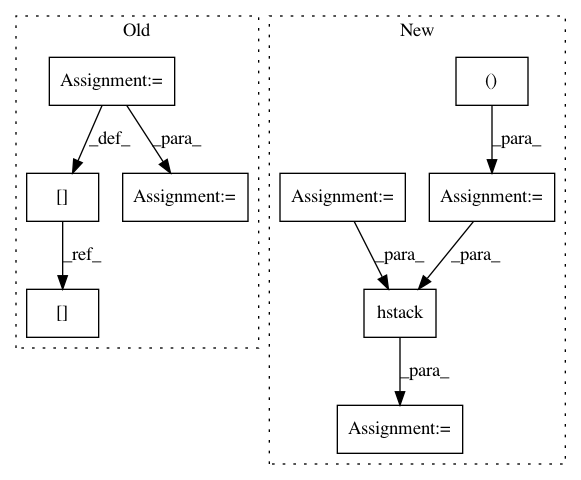 Old
New
Assignment:=
()
_def_
_para_
_para_
[]
Assignment:=
Assignment:=
Assignment:=
_ref_
_para_
_para_
[]
hstack
_para_
Assignment:=